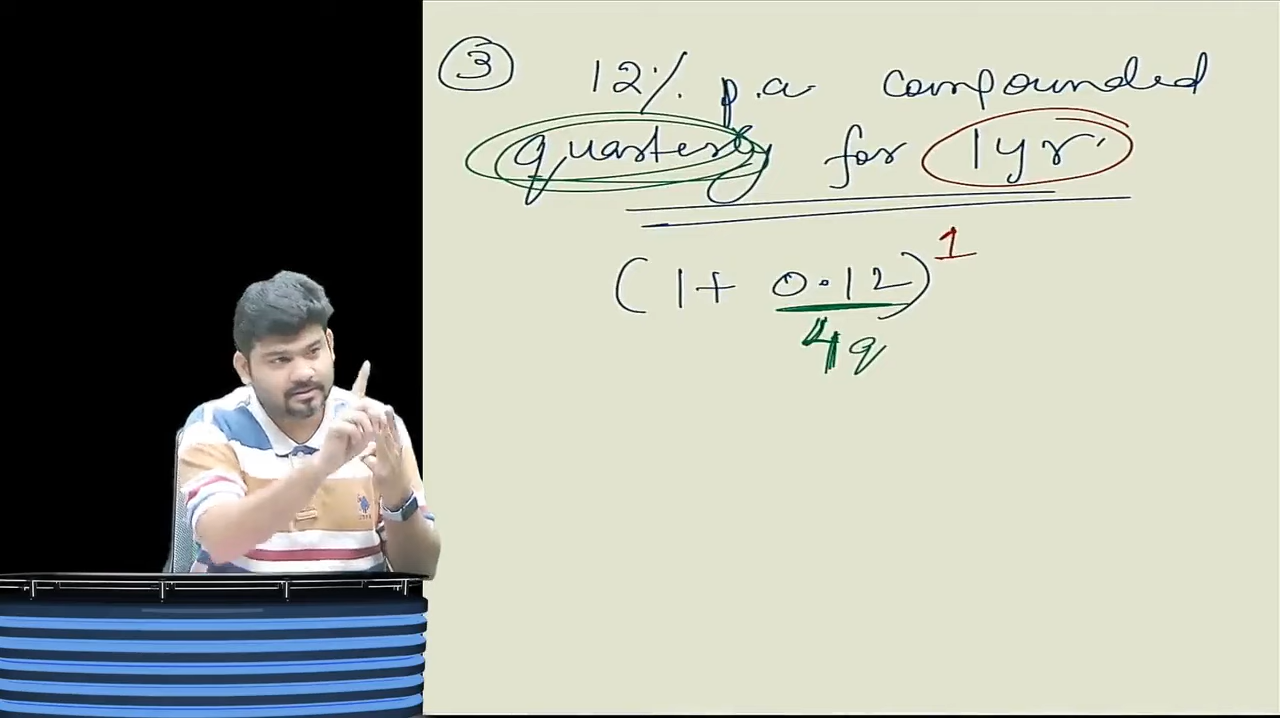 3 12% p.a compounded
quarterly for 1yr.
(1+ 0.12)1
4q